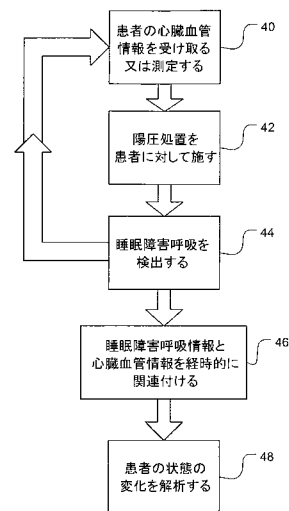 患者の心臓血管
情報を受け取る
又は測定する
40
陽圧処置を
患者に対して施す
42
睡眠障害呼吸を
検出する
44
睡眠障害呼吸情報と
心臓血管情報を経時的に
関連付ける
46
患者の状態の
変化を解析する
48